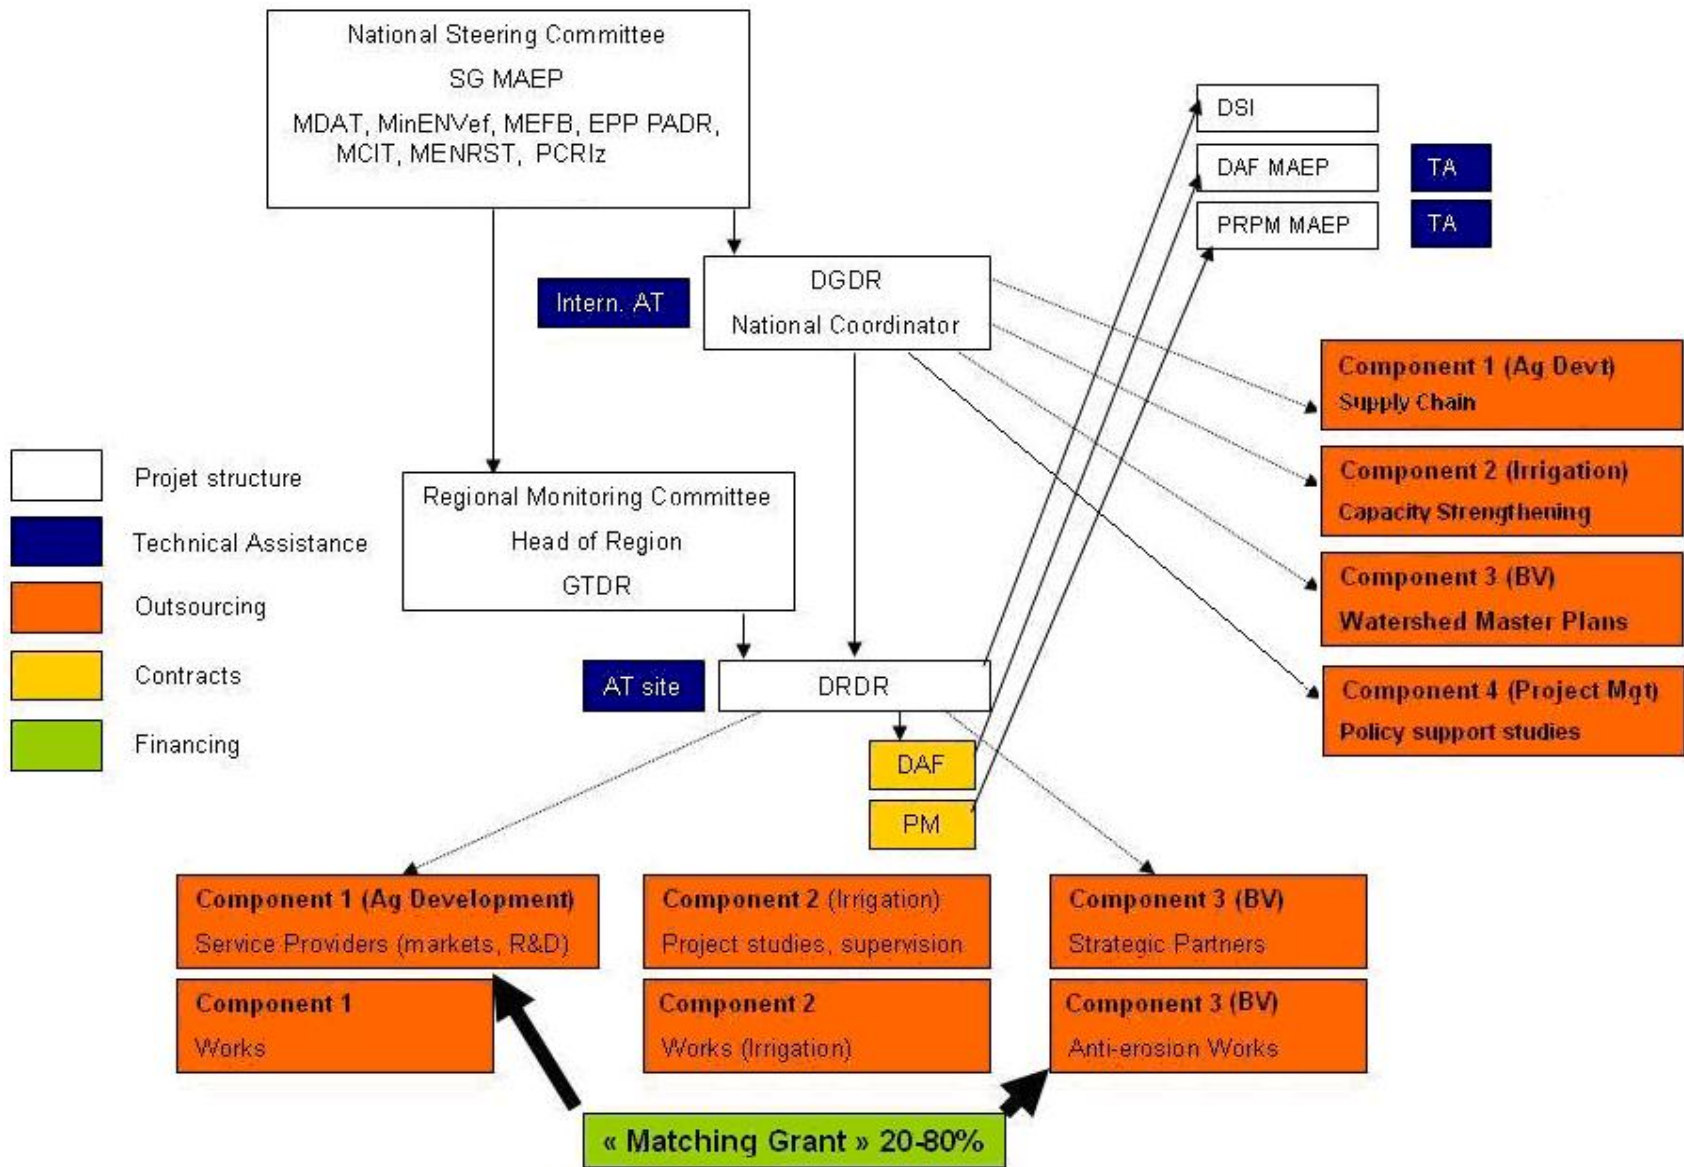 National Steering Committee
SG MAEP
MDAT, MinENVef, MEFB, EPP PADR,
MCIT, MENRST, PCRIz
DSI
DAF MAEP
TA
PRPM MAEP
TA
Intern. AT
DGDR
National Coordinator
Component 1 (Ag Devt)
Supply Chain
Component 2 (Irrigation)
Capacity Strengthening
Component 3 (BV)
Watershed Master Plans
Component 4 (Project Mgt)
Policy support studies
Projet structure
Technical Assistance
Outsourcing
Contracts
Financing
Regional Monitoring Committee
Head of Region
GTDR
AT site
DRDR
DAF
PM
Component 1 (Ag Development)
Service Providers (markets, R&D)
Component 2 (Irrigation)
Project studies, supervision
Component 3 (BV)
Strategic Partners
Component 1
Works
Component 2
Works (Irrigation)
Component 3 (BV)
Anti-erosion Works
« Matching Grant » 20-80%